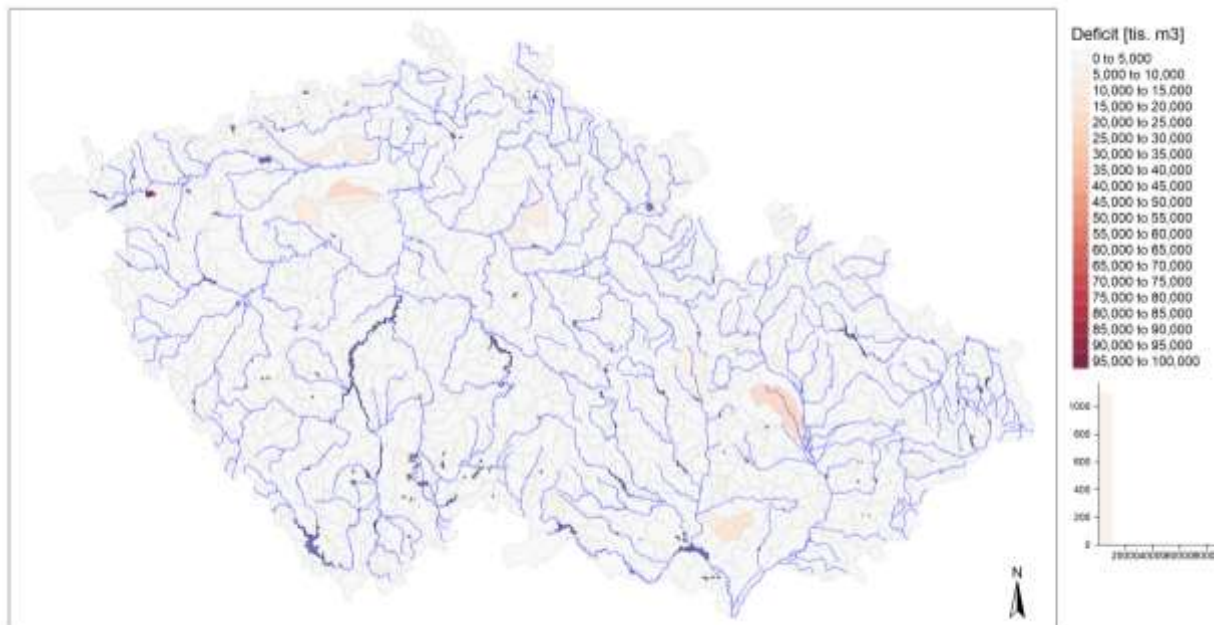 Deficit [tis. m3]
0 to 5,000
5,000 to 10,000
10,000 to 15,000
15,000 to 20,000
20,000 to 25,000
25,000 to 30,000
30,000 to 35,000
35,000 to 40,000
40,000 to 45,000
45,000 to 50,000
50,000 to 55,000
55,000 to 60,000
60,000 to 65,000
65,000 to 70,000
70,000 to 75,000
75,000 to 80,000
80,000 to 85,000
85,000 to 90,000
90,000 to 95,000
95,000 to 100,000
1000
800
600
400
200
0
N